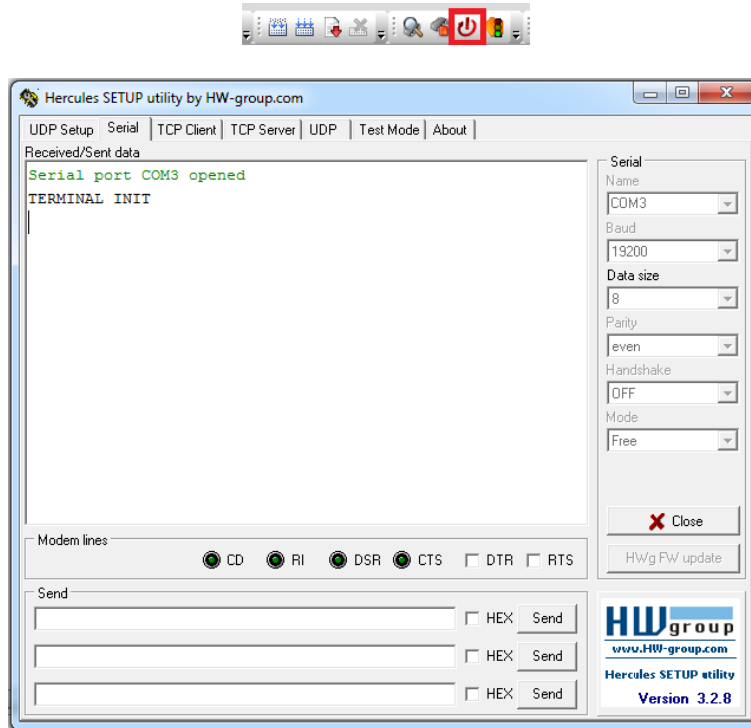 Hercules SETUP utility by HW-group.com
UDP Setup Serial TCP Client TCP Server UDP Test Mode About
Received/Sent data
Serial port COM3 opened
TERMINAL INIT
Serial
Name
COM3
Baud
19200
Data size
8
Parity
even
Handshake
OFF
Mode
Free
Close
HWg FW update
Modem lines
CD RI DSR CTS DTR RTS
Send
HEX Send
HEX Send
HEX Send
HW group
www.HW-group.com
Hercules SETUP utility
Version 3.2.8